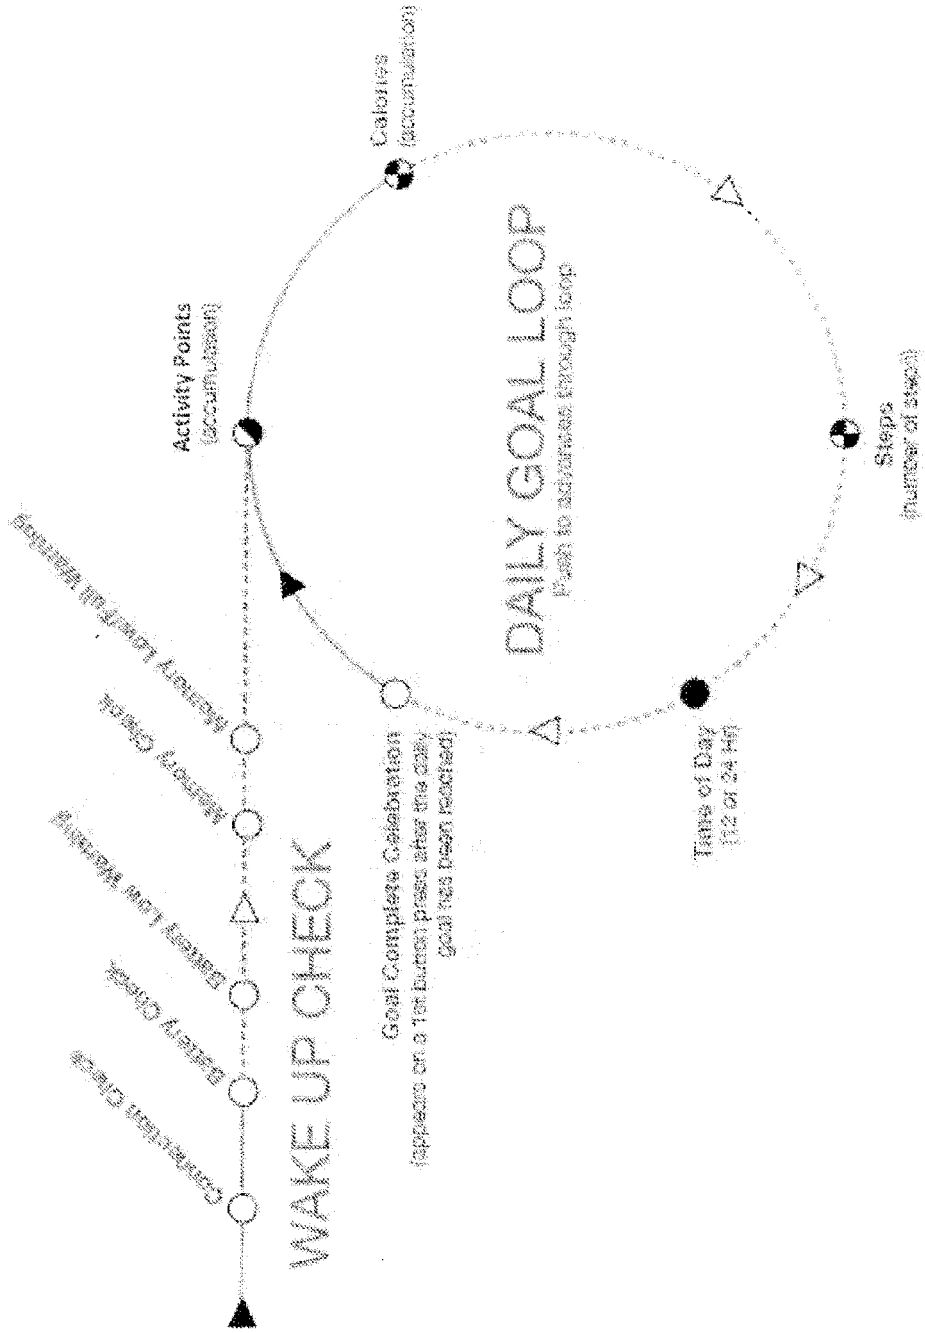 Connection Check
Battery Check
Battery Low Warning
Memory Check
Memory Low/Full Warning
WAKE UP CHECK
Activity Points
(accumulation)
Calories
(accumulation)
DAILY GOAL LOOP
Push to advances through loop
Steps
(number of steps)
Time of Day
(12 or 24 Hr)
Goal Complete Celebration
(appears on a 1st button press after the daily
goal has been reached)